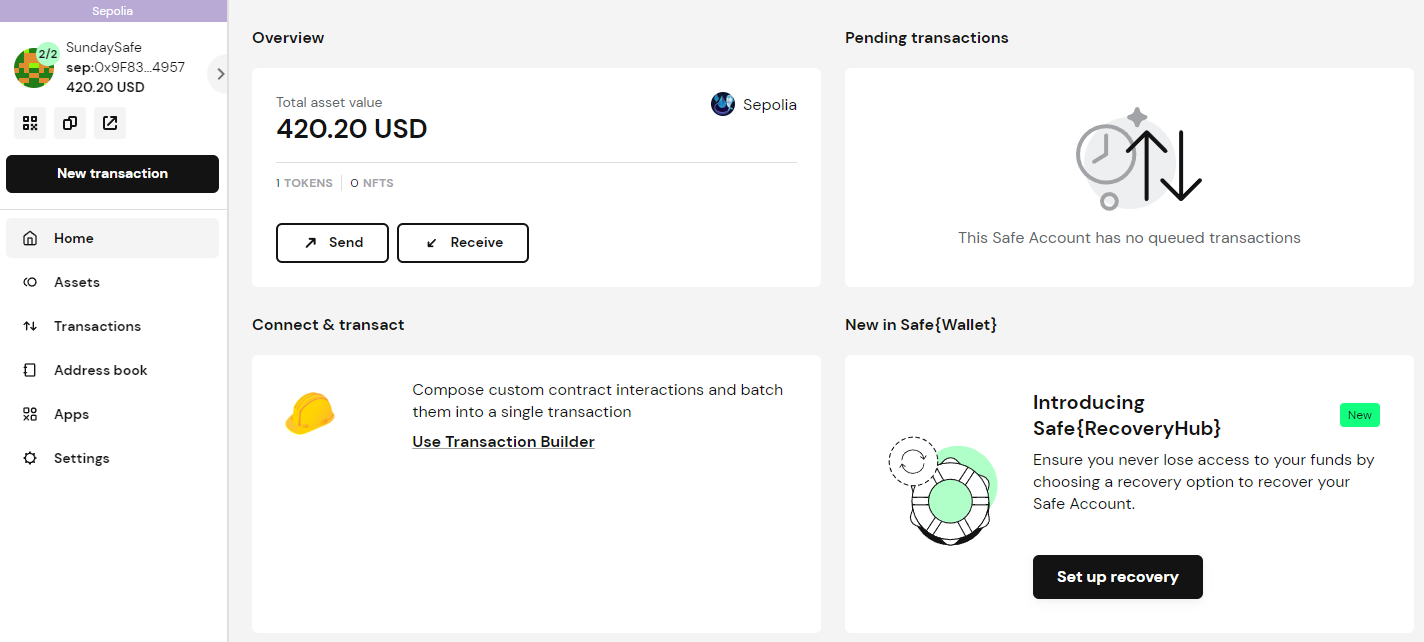 Sepolia
2/2
SundaySafe
sep:0x9F83...4957
420.20 USD
New transaction
Home
Assets
Transactions
Address book
Apps
Settings
Overview
Total asset value
420.20 USD
Sepolia
1 TOKENS
0 NFTS
Send
Receive
Pending transactions
This Safe Account has no queued transactions
Connect & transact
Compose custom contract interactions and batch
them into a single transaction
Use Transaction Builder
New in Safe{Wallet}
Introducing
Safe{RecoveryHub}
New
Ensure you never lose access to your funds by
choosing a recovery option to recover your
Safe Account.
Set up recovery